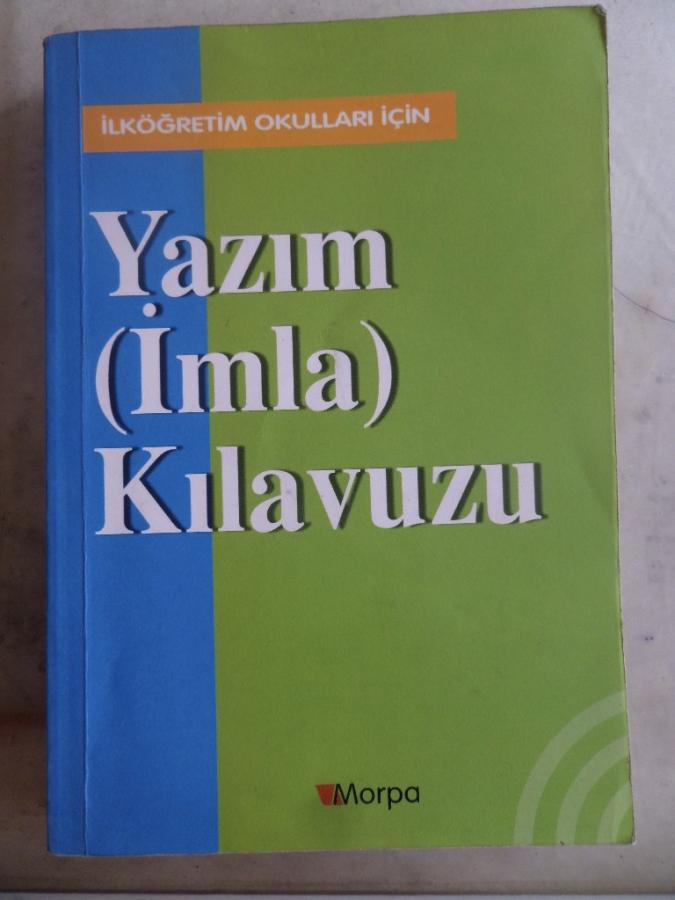 İLKÖĞRETİM OKULLARI İÇİN
Yazım
(İmla)
Kılavuzu
Morpa